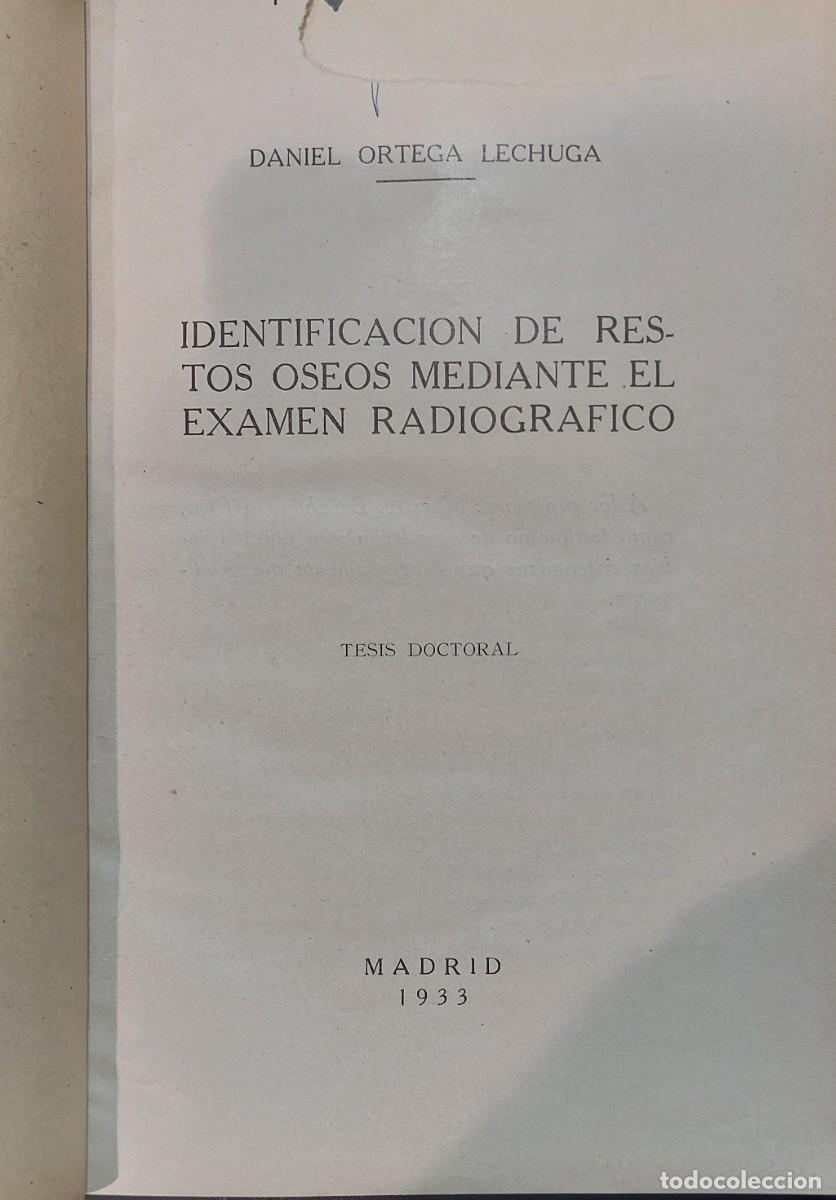 DANIEL ORTEGA LECHUGA
IDENTIFICACION DE RES-
TOS OSEOS MEDIANTE EL
EXAMEN RADIOGRAFICO
TESIS DOCTORAL
MADRID
1933
todocoleccion